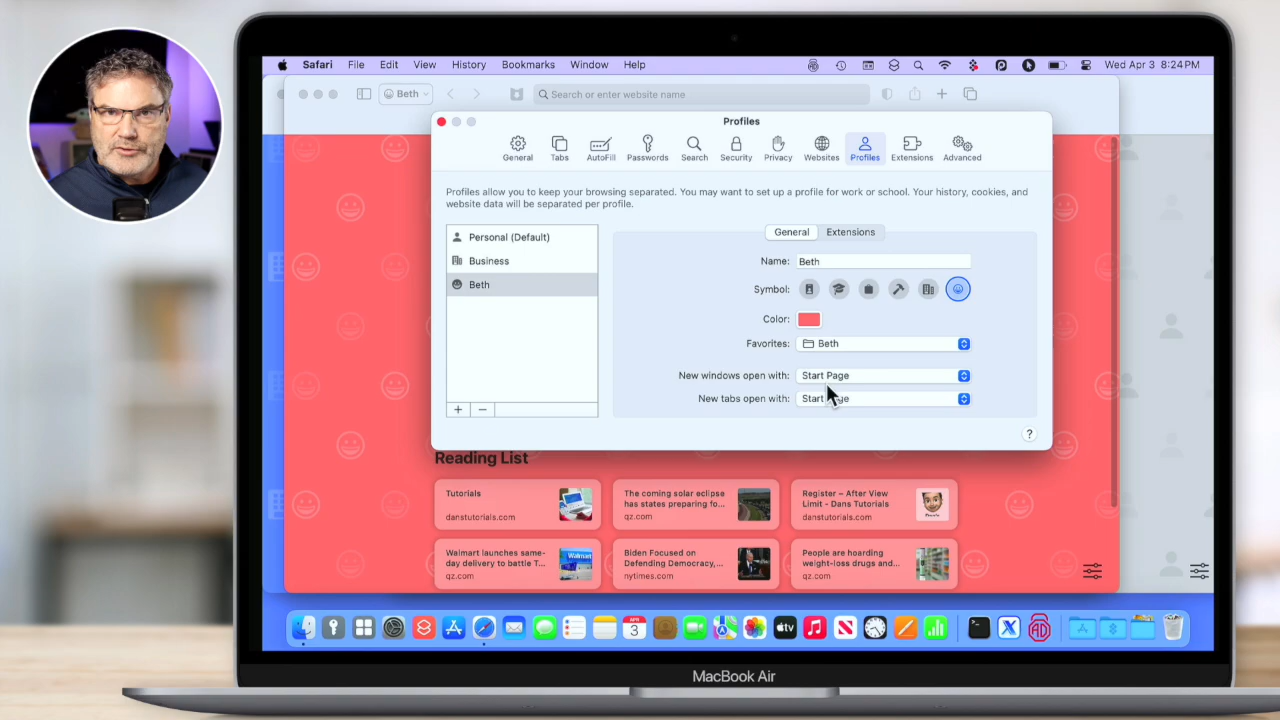 Safari File Edit View History Bookmarks Window Help
Wed Apr 3 8:24 PM
Beth
Search or enter website name
Profiles
General Tabs AutoFill Passwords Search Security Privacy Websites Profiles Extensions Advanced
Profiles allow you to keep your browsing separated. You may want to set up a profile for work or school. Your history, cookies, and
website data will be separated per profile.
Personal (Default)
Business
Beth
General Extensions
Name: Beth
Symbol:
Color:
Favorites: Beth
New windows open with: Start Page
New tabs open with: Start
+ −
?
Reading List
Tutorials
danstutorials.com
The coming solar eclipse
has states preparing fo...
qz.com
Register – After View
Limit - Dans Tutorials
danstutorials.com
Walmart launches same-
day delivery to battle T...
qz.com
Walmart
Biden Focused on
Defending Democracy,...
nytimes.com
People are hoarding
weight-loss drugs and...
qz.com
APR
3
tv
AD
MacBook Air